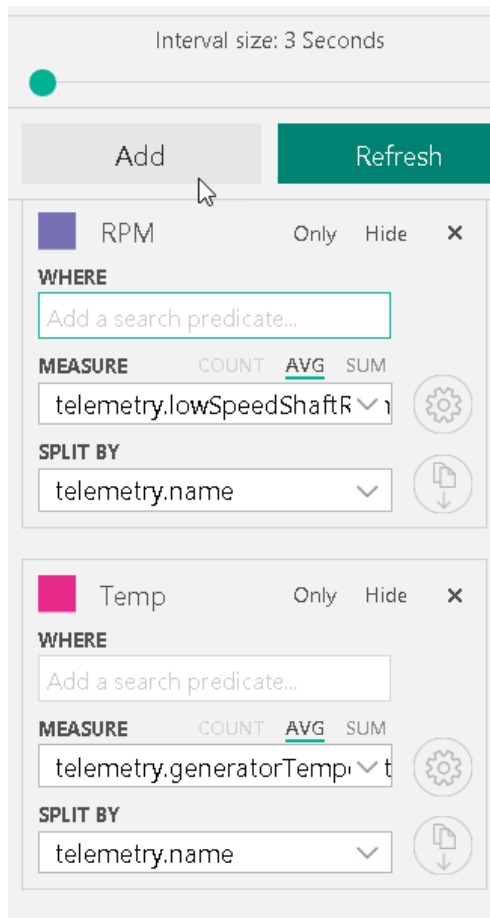 Interval size: 3 Seconds
Add Refresh
RPM Only Hide ×
WHERE
Add a search predicate...
MEASURE COUNT AVG SUM
telemetry.lowSpeedShaftR
SPLIT BY
telemetry.name
Temp Only Hide ×
WHERE
Add a search predicate...
MEASURE COUNT AVG SUM
telemetry.generatorTemp
SPLIT BY
telemetry.name